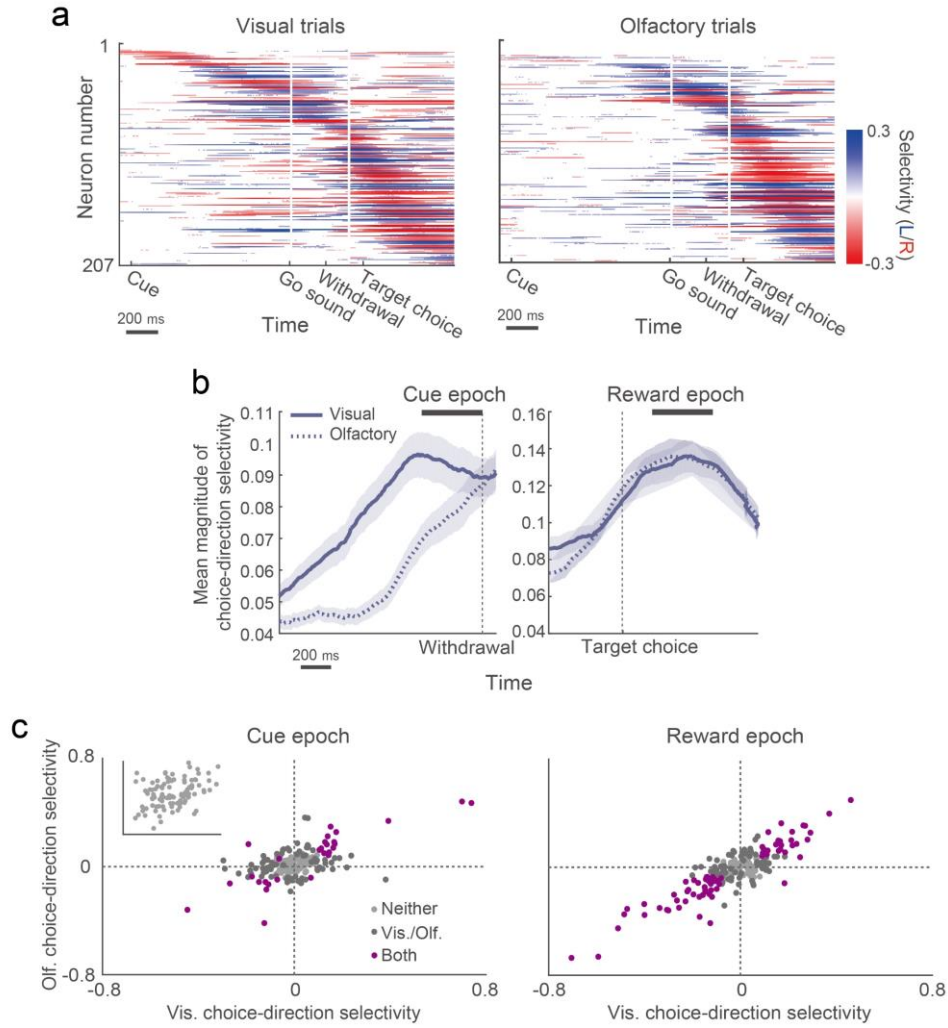 a
Visual trials
Olfactory trials
1
Neuron number
207
Cue
Go sound
Withdrawal
Target choice
200 ms
Time
Cue
Go sound
Withdrawal
Target choice
200 ms
Time
0.3
-0.3
Selectivity (L/R)
b
Cue epoch
Reward epoch
Mean magnitude of
choice-direction selectivity
0.11
0.1
0.09
0.08
0.07
0.06
0.05
0.04
Visual
Olfactory
0.16
0.14
0.12
0.1
0.08
0.06
0.04
200 ms
Withdrawal
Target choice
Time
c
Cue epoch
Reward epoch
Olf. choice-direction selectivity
0.8
0
-0.8
Neither
Vis./Olf.
Both
-0.8
0
0.8
Vis. choice-direction selectivity
-0.8
0
0.8
Vis. choice-direction selectivity